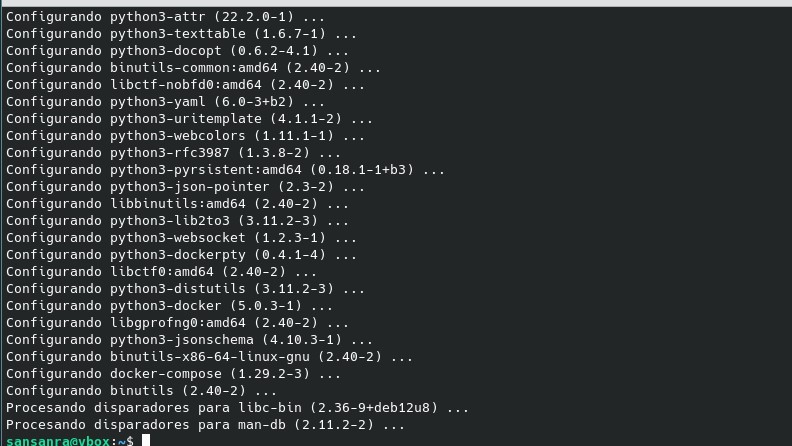 Configurando python3-attr (22.2.0-1) ...
Configurando python3-texttable (1.6.7-1) ...
Configurando python3-docopt (0.6.2-4.1) ...
Configurando binutils-common:amd64 (2.40-2) ...
Configurando libctf-nobfd0:amd64 (2.40-2) ...
Configurando python3-yaml (6.0-3+b2) ...
Configurando python3-uritemplate (4.1.1-2) ...
Configurando python3-webcolors (1.11.1-1) ...
Configurando python3-rfc3987 (1.3.8-2) ...
Configurando python3-pyrsistent:amd64 (0.18.1-1+b3) ...
Configurando python3-json-pointer (2.3-2) ...
Configurando libbinutils:amd64 (2.40-2) ...
Configurando python3-lib2to3 (3.11.2-3) ...
Configurando python3-websocket (1.2.3-1) ...
Configurando python3-dockerpty (0.4.1-4) ...
Configurando libctf0:amd64 (2.40-2) ...
Configurando python3-distutils (3.11.2-3) ...
Configurando python3-docker (5.0.3-1) ...
Configurando libgprofng0:amd64 (2.40-2) ...
Configurando python3-jsonschema (4.10.3-1) ...
Configurando binutils-x86-64-linux-gnu (2.40-2) ...
Configurando docker-compose (1.29.2-3) ...
Configurando binutils (2.40-2) ...
Procesando disparadores para libc-bin (2.36-9+deb12u8) ...
Procesando disparadores para man-db (2.11.2-2) ...
sansanra@vbox:~$